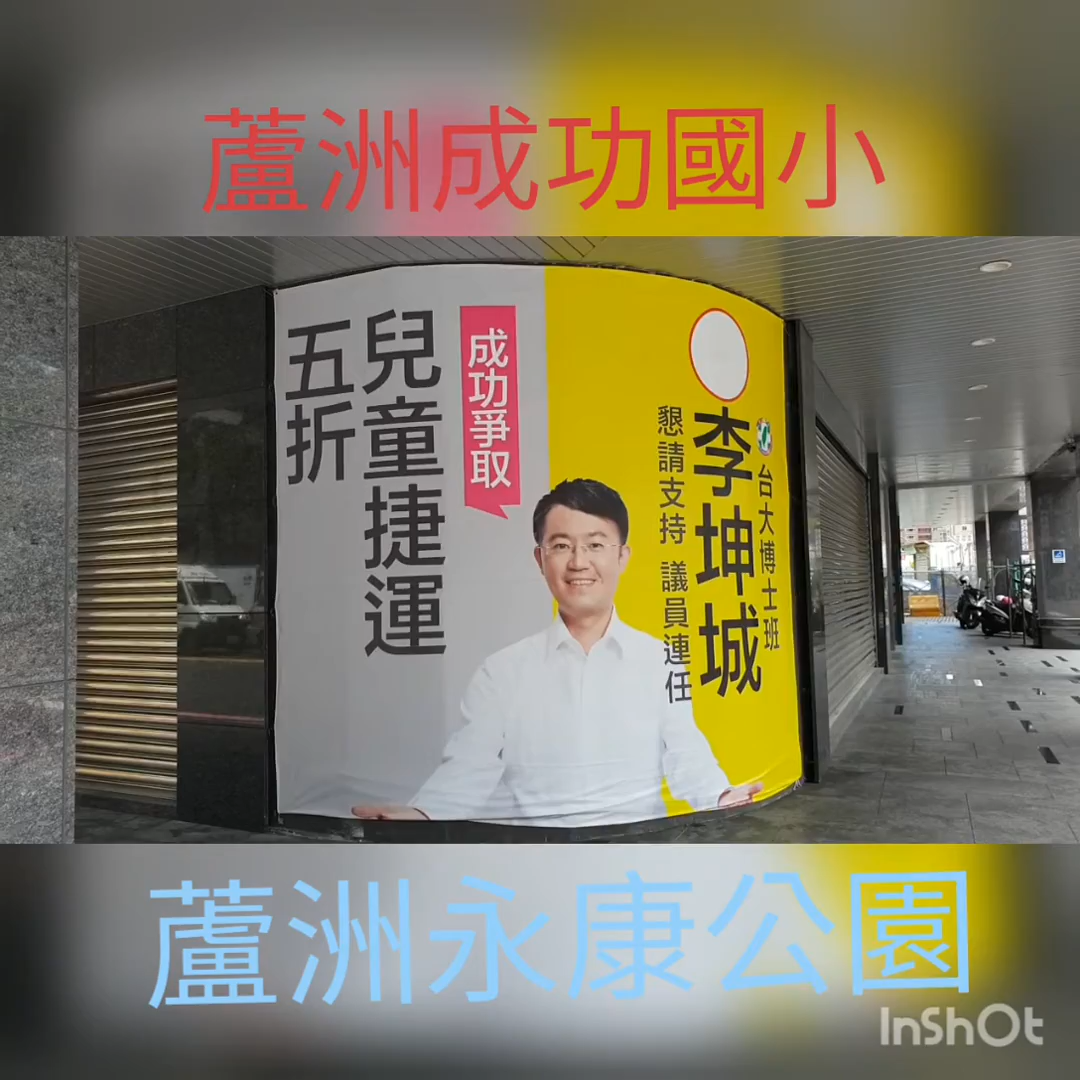 蘆洲成功國小
成功爭取
兒童捷運
五折
台大博士班
李坤城
懇請支持 議員連任
蘆洲永康公園
InShOt